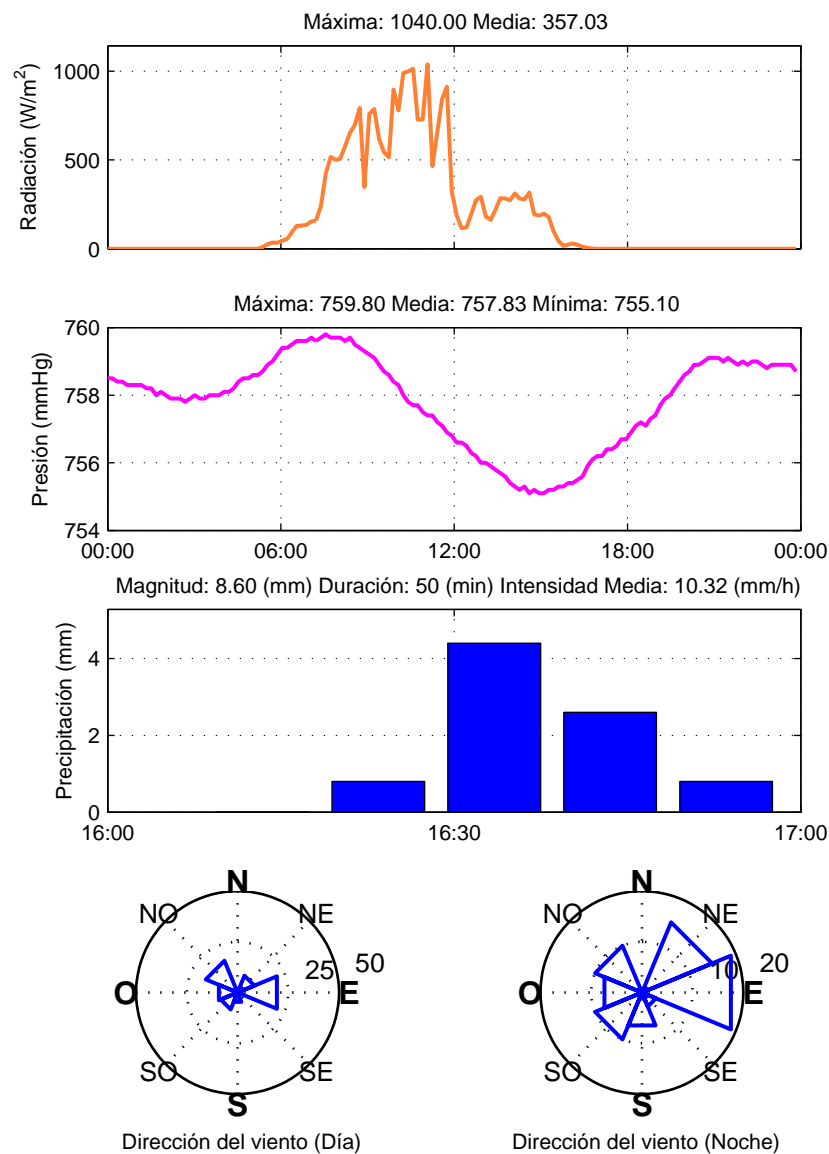 Máxima: 1040.00 Media: 357.03
Radiación (W/m²)
1000
500
0
Máxima: 759.80 Media: 757.83 Mínima: 755.10
Presión (mmHg)
760
758
756
754
00:00 06:00 12:00 18:00 00:00
Magnitud: 8.60 (mm) Duración: 50 (min) Intensidad Media: 10.32 (mm/h)
Precipitación (mm)
4
2
0
16:00 16:30 17:00
N
NO NE
25 50
O E
SO SE
S
Dirección del viento (Día)
N
NO NE
10 20
O E
SO SE
S
Dirección del viento (Noche)